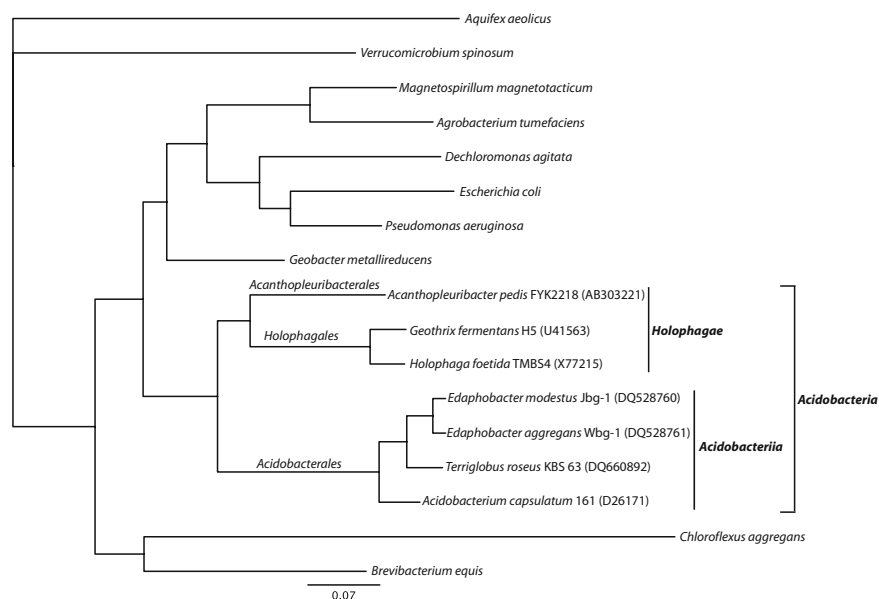 Aquifex aeolicus
Verrucomicrobium spinosum
Magnetospirillum magnetotacticum
Agrobacterium tumefaciens
Dechloromonas agitata
Escherichia coli
Pseudomonas aeruginosa
Geobacter metallireducens
Acanthopleuribacterales
Acanthopleuribacter pedis FYK2218 (AB303221)
Geothrix fermentans H5 (U41563)
Holophagales
Holophagae
Holophaga foetida TMBS4 (X77215)
Edaphobacter modestus Jbg-1 (DQ528760)
Acidobacteria
Edaphobacter aggregans Wbg-1 (DQ528761)
Acidobacteriia
Acidobacterales
Terriglobus roseus KBS 63 (DQ660892)
Acidobacterium capsulatum 161 (D26171)
Chloroflexus aggregans
Brevibacterium equis
0.07